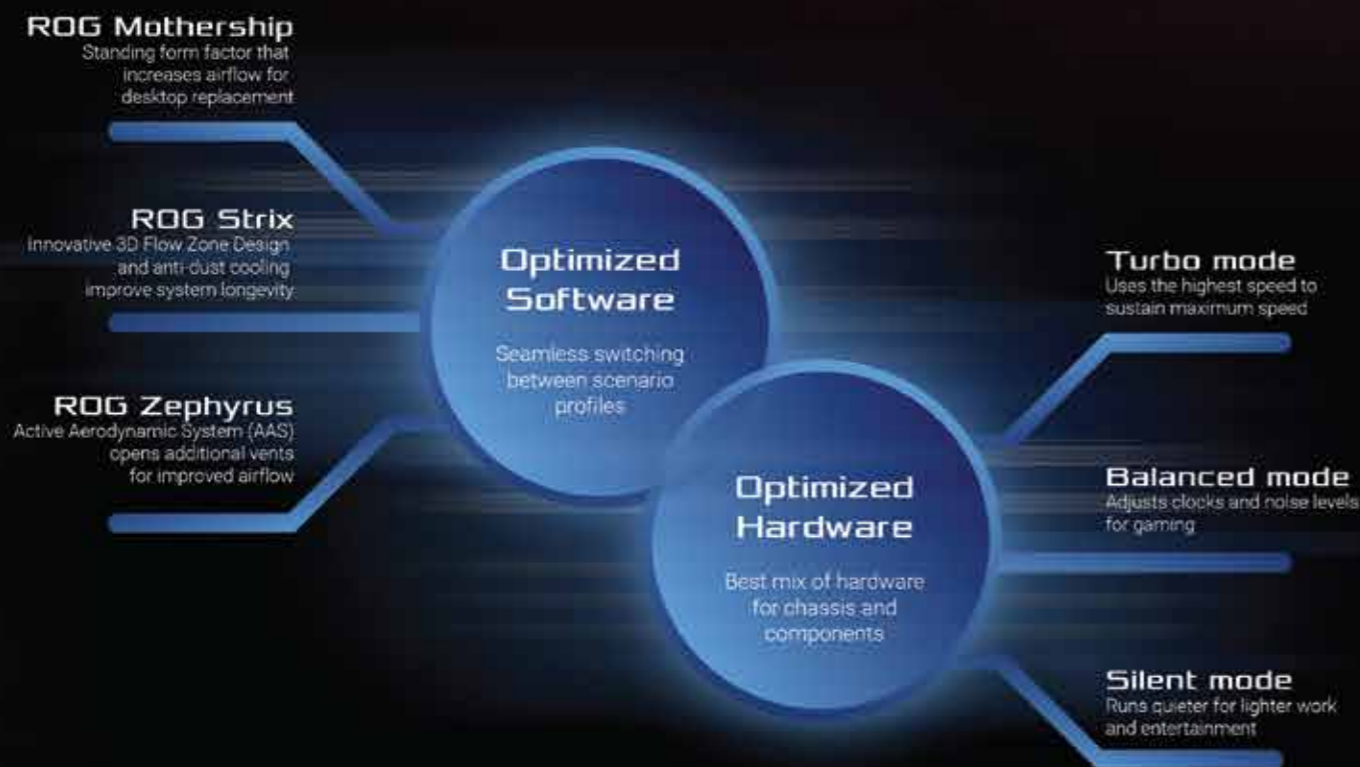 ROG Mothership
Standing form factor that
increases airflow for
desktop replacement
ROG Strix
Innovative 3D Flow Zone Design
and anti-dust cooling
improve system longevity
ROG Zephyrus
Active Aerodynamic System (AAS)
opens additional vents
for improved airflow
Optimized
Software
Seamless switching
between scenario
profiles
Optimized
Hardware
Best mix of hardware
for chassis and
components
Turbo mode
Uses the highest speed to
sustain maximum speed
Balanced mode
Adjusts clocks and noise levels
for gaming
Silent mode
Runs quieter for lighter work
and entertainment